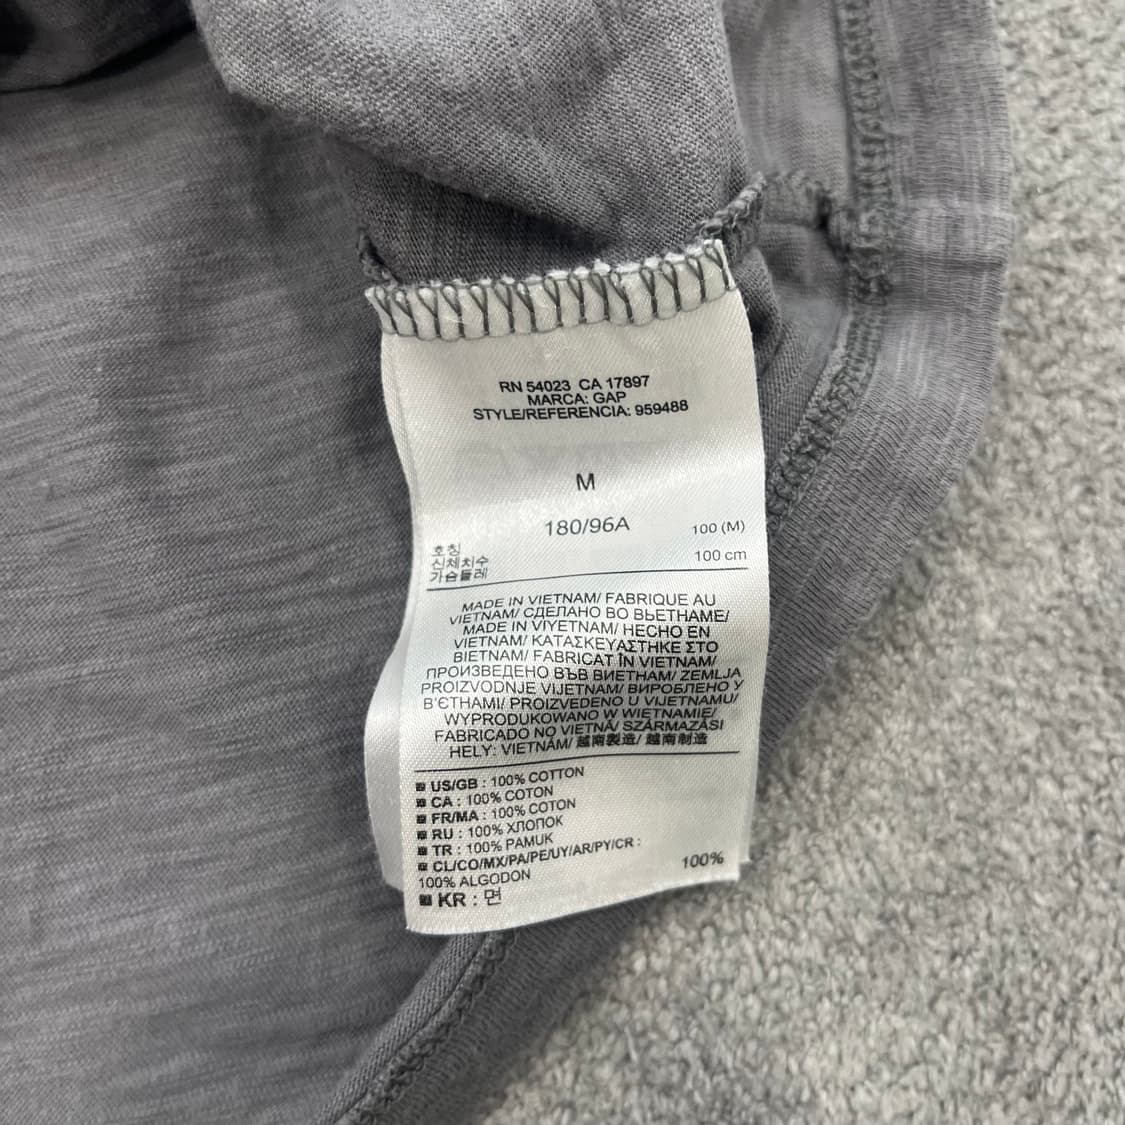 RN 54023 CA 17897
MARCA: GAP
STYLE/REFERENCIA: 959488
M
180/96A
100 (M)
호칭
신체치수 100 cm
가슴둘레
MADE IN VIETNAM/ FABRIQUE AU
VIETNAM/ СДЕЛАНО ВО ВЬЕТНАМЕ/
MADE IN VIYETNAM/ HECHO EN
VIETNAM/ ΚΑΤΑΣΚΕΥΑΣΤΗΚΕ ΣΤΟ
ΒΙΕΤΝΑΜ/ FABRICAT ÎN VIETNAM/
ПРОИЗВЕДЕНО ВЪВ ВИЕТНАМ/ ZEMLJA
PROIZVODNJE VIJETNAM/ ВИРОБЛЕНО У
В'ЄТНАМІ/ PROIZVEDENO U VIJETNAMU/
WYPRODUKOWANO W WIETNAMIE/
FABRICADO NO VIETNÃ/ SZÁRMAZÁSI
HELY: VIETNÁM/ 越南製造/ 越南制造
US/GB : 100% COTTON
CA : 100% COTON
FR/MA : 100% COTON
RU : 100% ХЛОПОК
TR : 100% PAMUK
CL/CO/MX/PA/PE/UY/AR/PY/CR :
100% ALGODON
KR : 면 100%